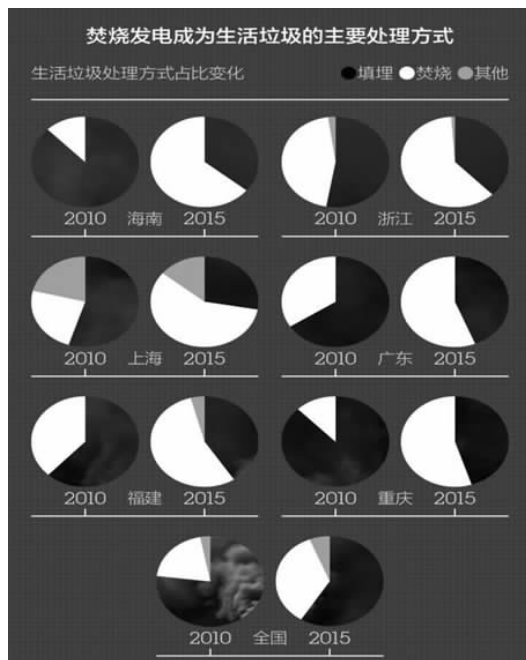 焚烧发电成为生活垃圾的主要处理方式
生活垃圾处理方式占比变化 填埋 焚烧 其他
2010 海南 2015 2010 浙江 2015
2010 上海 2015 2010 广东 2015
2010 福建 2015 2010 重庆 2015
2010 全国 2015